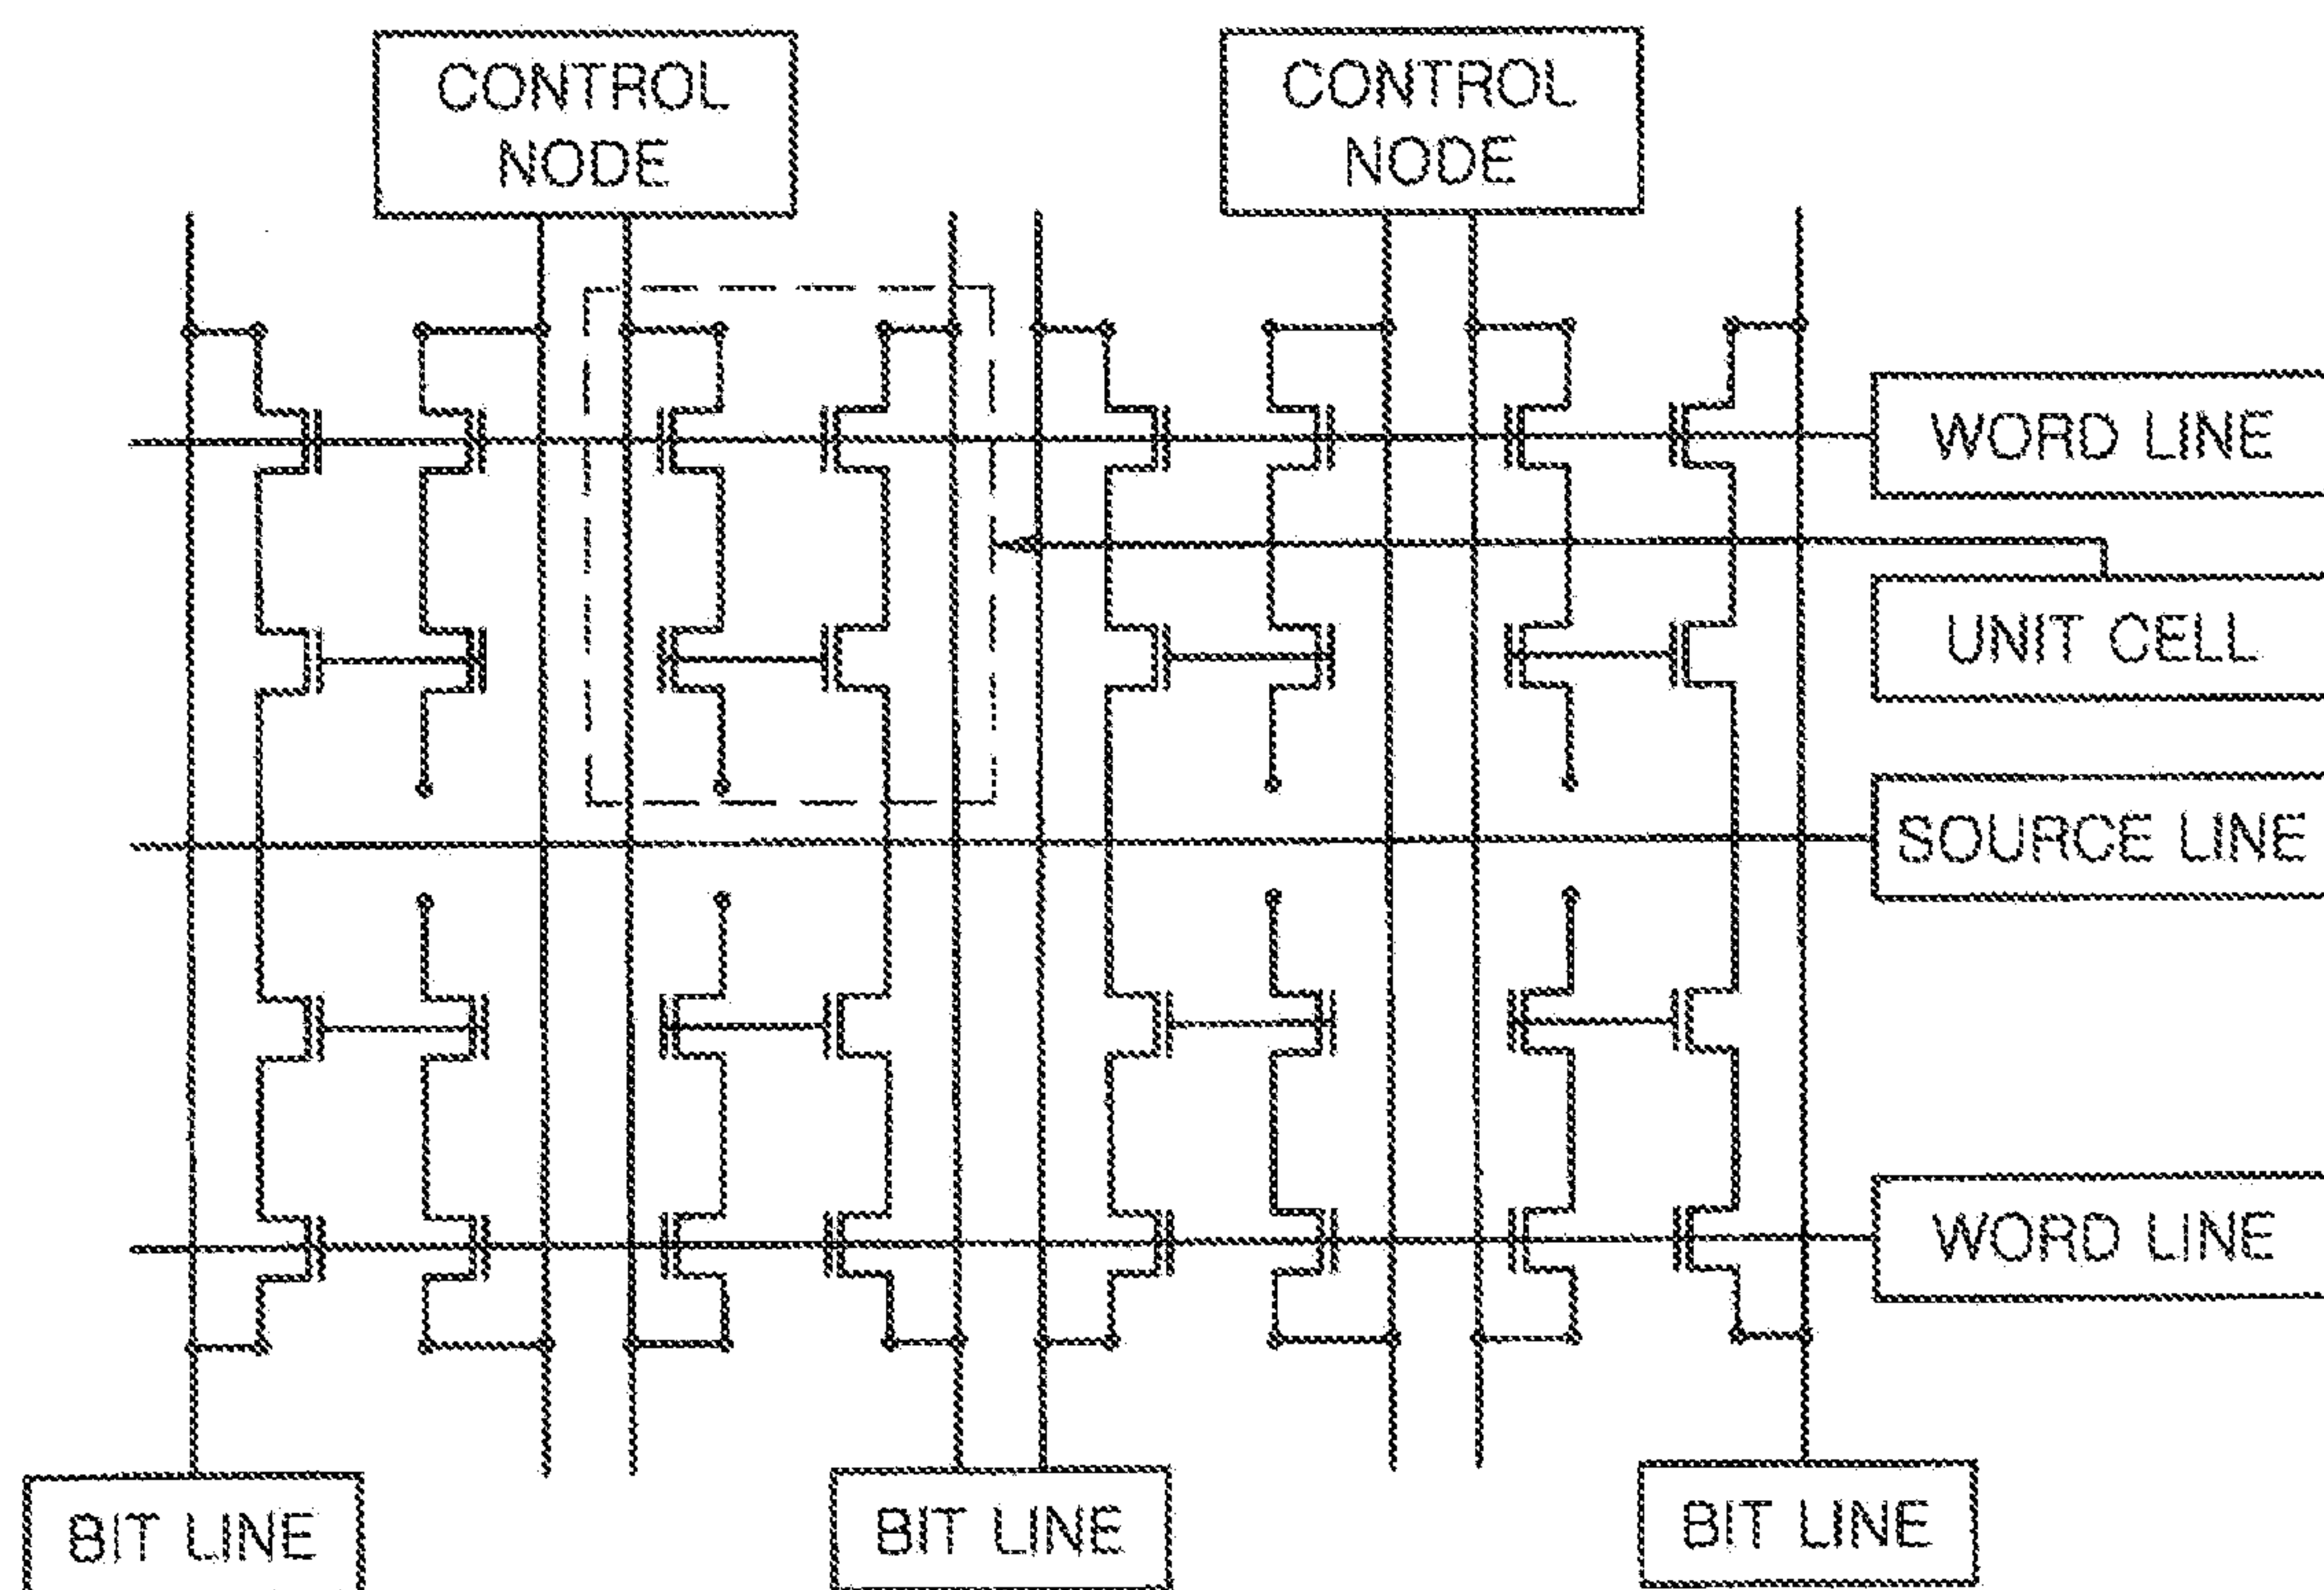 CONTROL
NODE
CONTROL
NODE
WORD LINE
UNIT CELL
SOURCE LINE
WORD LINE
BIT LINE
BIT LINE
BIT LINE